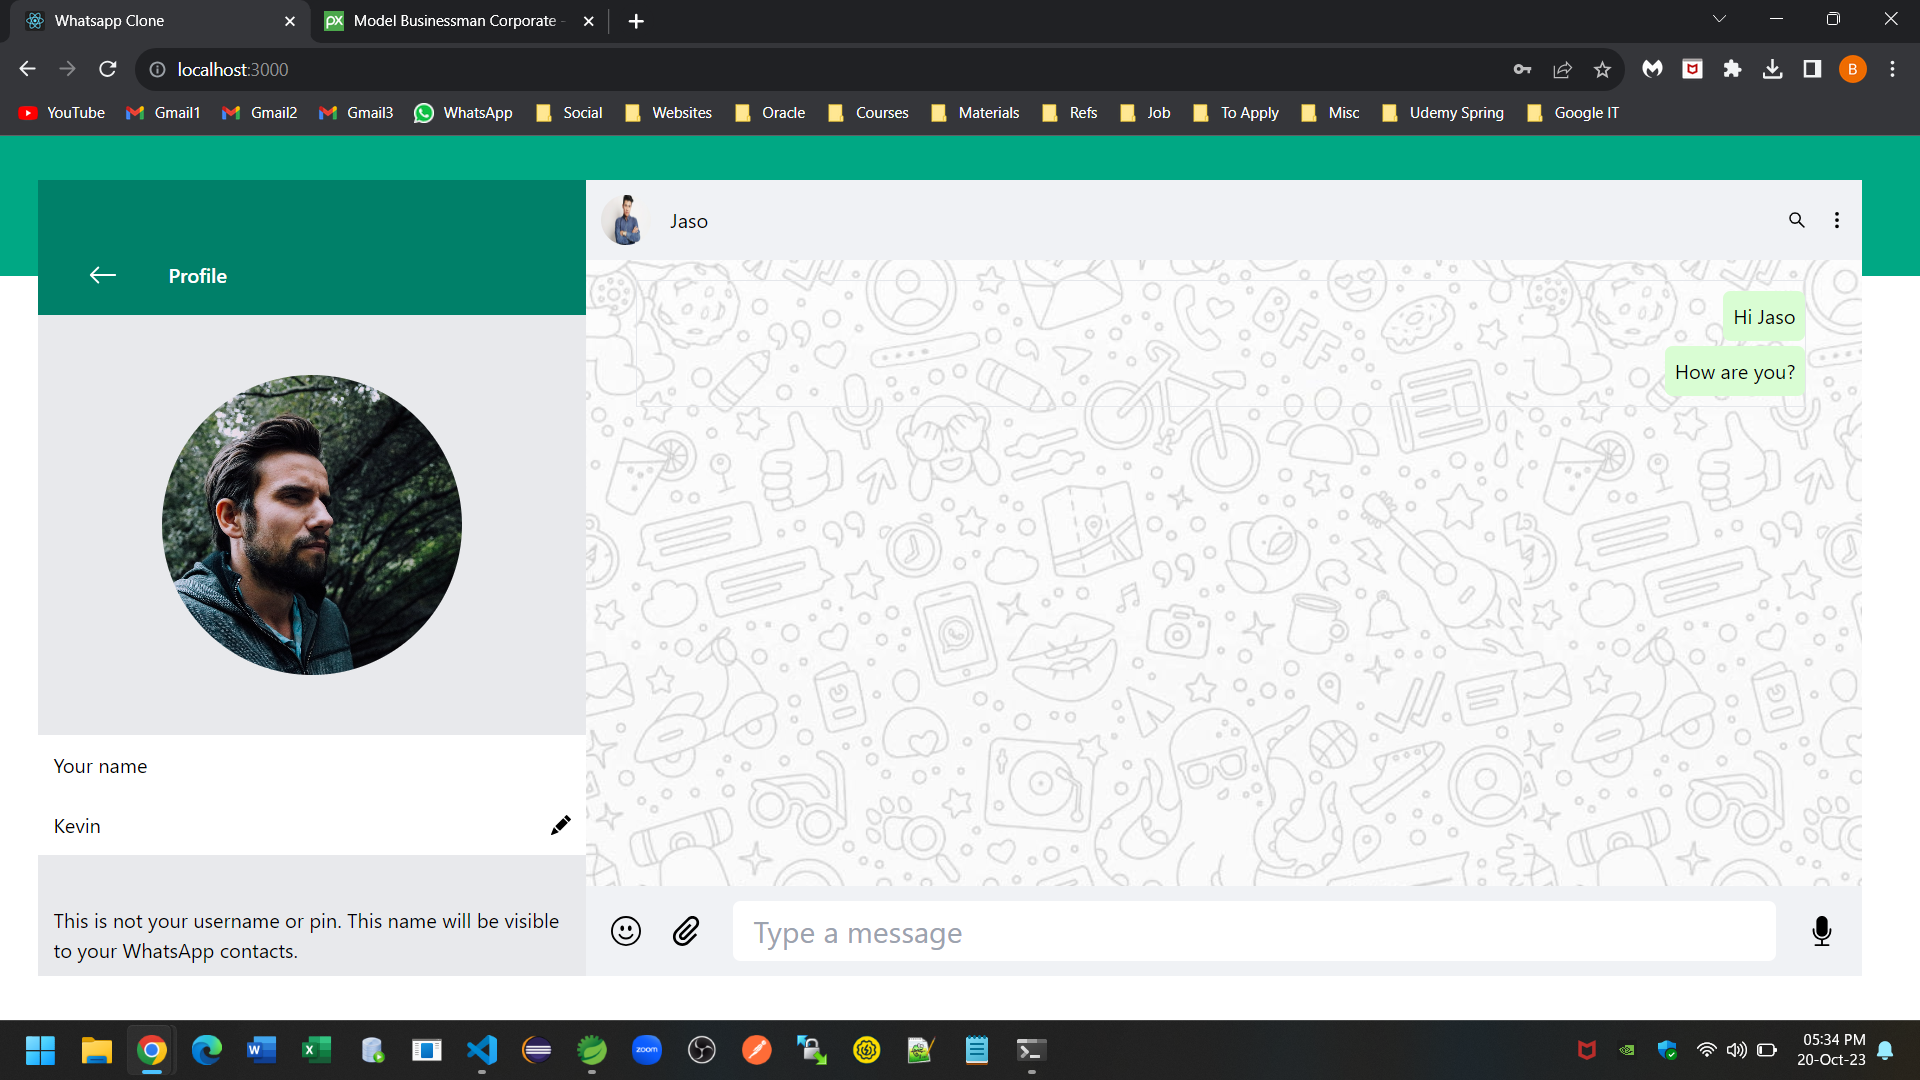 Whatsapp Clone
Model Businessman Corporate -
localhost:3000
B
YouTube Gmail1 Gmail2 Gmail3 WhatsApp Social Websites Oracle Courses Materials Refs Job To Apply Misc Udemy Spring Google IT
Profile
Jaso
Hi Jaso
How are you?
BFF
Your name
Kevin
This is not your username or pin. This name will be visible
to your WhatsApp contacts.
Type a message
zoom
05:34 PM
20-Oct-23